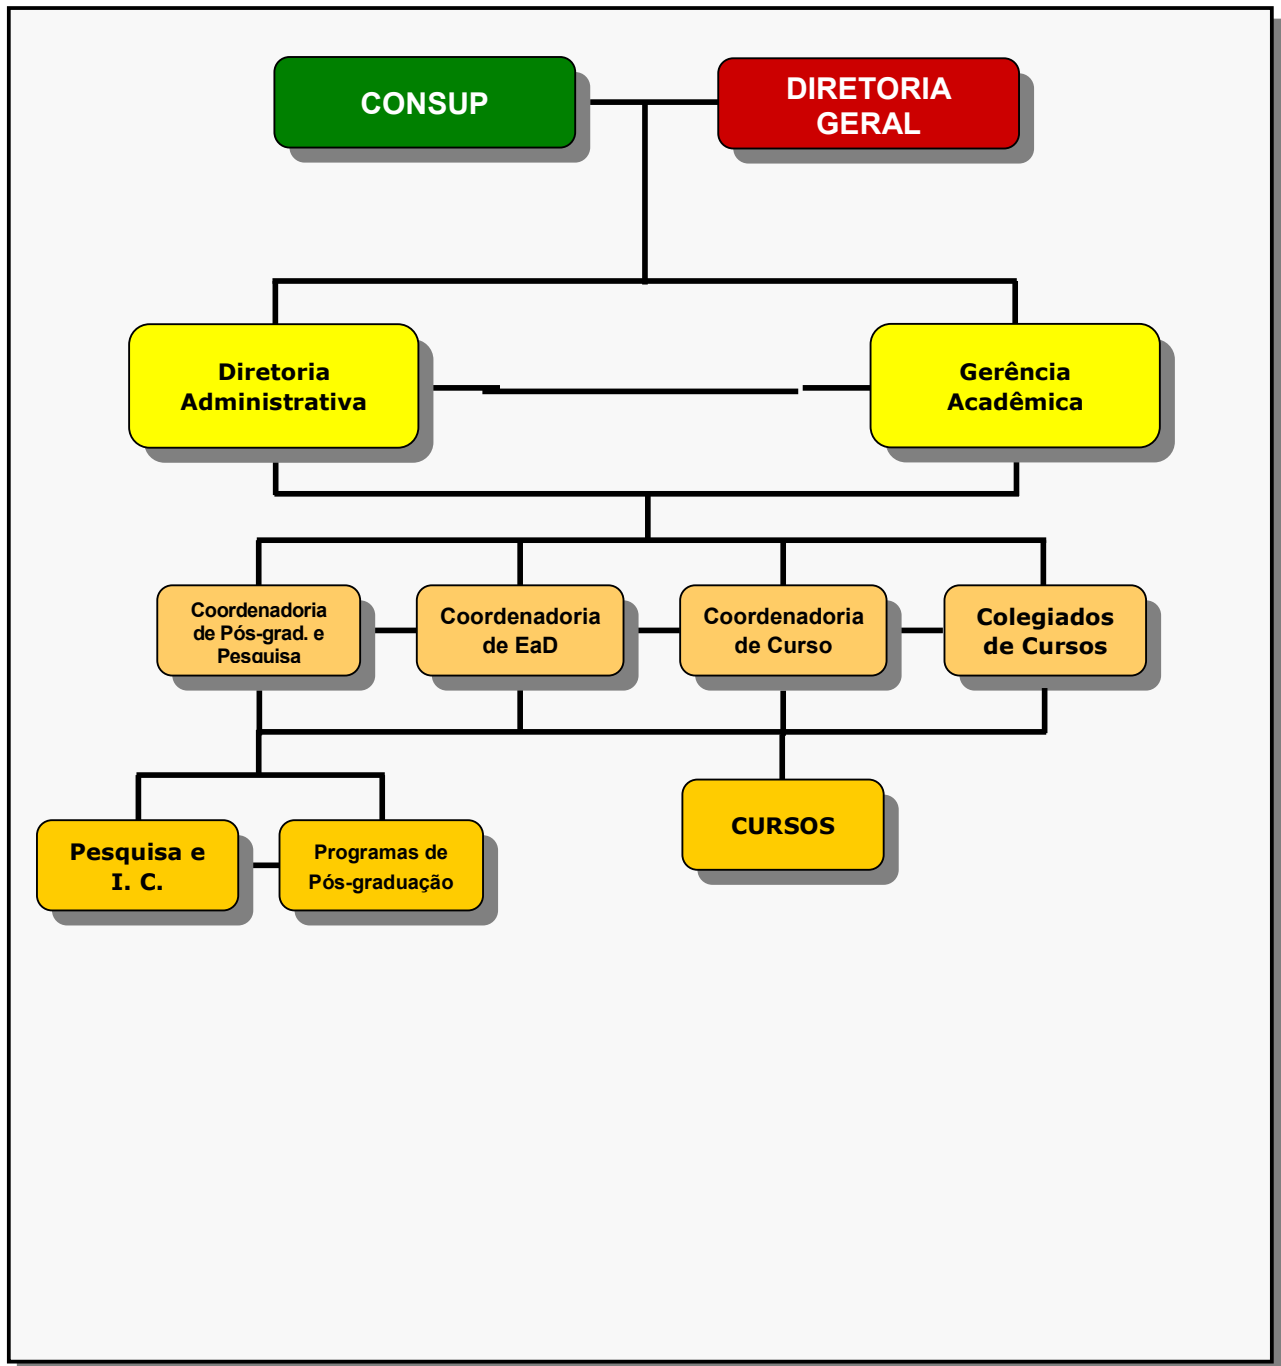 CONSUP
DIRETORIA
GERAL
Diretoria
Administrativa
Gerência
Acadêmica
Coordenadoria
de Pós-grad. e
Pesquisa
Coordenadoria
de EaD
Coordenadoria
de Curso
Colegiados
de Cursos
Pesquisa e
I. C.
Programas de
Pós-graduação
CURSOS